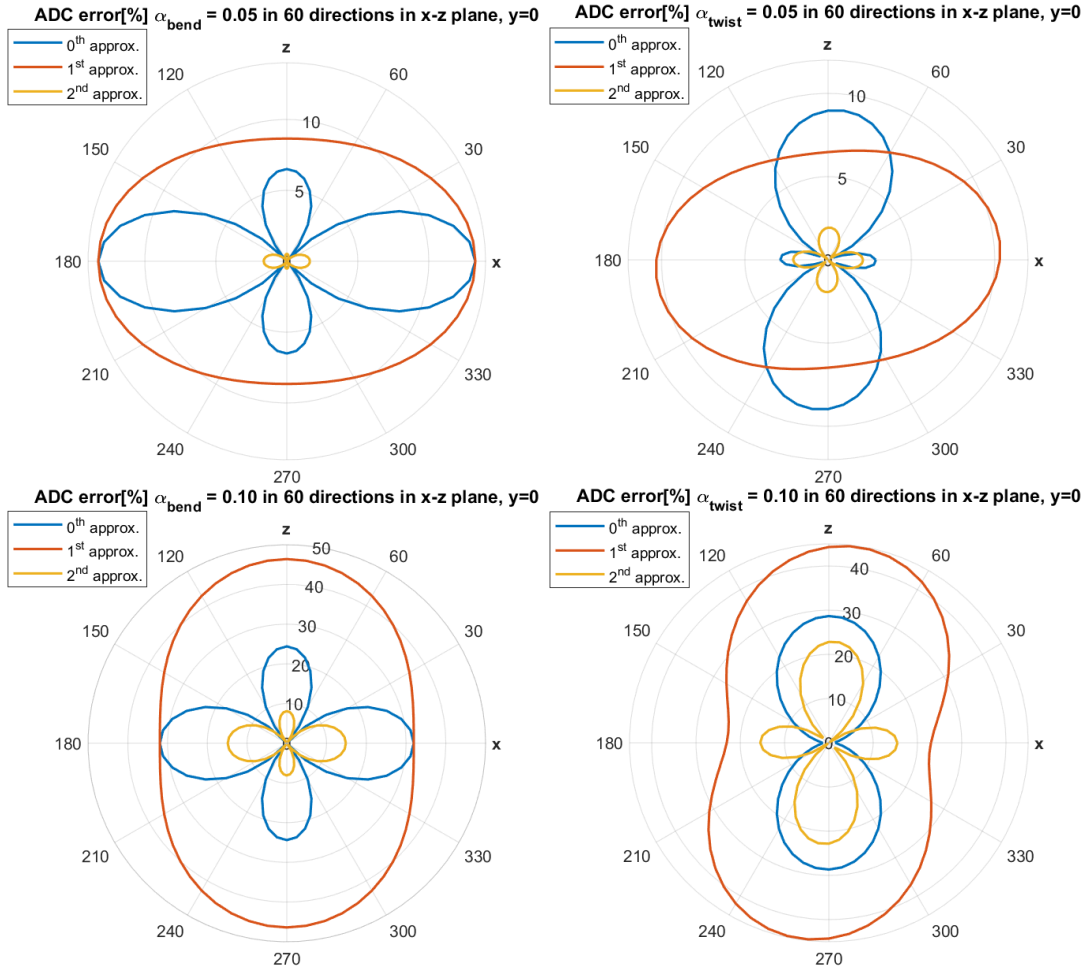 ADC error[%] α_bend = 0.05 in 60 directions in x-z plane, y=0
0th approx.
1st approx.
2nd approx.
z
120
60
10
150
30
5
0
180
x
210
330
240
300
270
ADC error[%] α_twist = 0.05 in 60 directions in x-z plane, y=0
0th approx.
1st approx.
2nd approx.
z
120
60
10
150
30
5
0
180
x
210
330
240
300
270
ADC error[%] α_bend = 0.10 in 60 directions in x-z plane, y=0
0th approx.
1st approx.
2nd approx.
z
50
120
60
40
150
30
30
20
10
0
180
x
210
330
240
300
270
ADC error[%] α_twist = 0.10 in 60 directions in x-z plane, y=0
0th approx.
1st approx.
2nd approx.
z
120
60
40
150
30
30
20
10
0
180
x
210
330
240
300
270